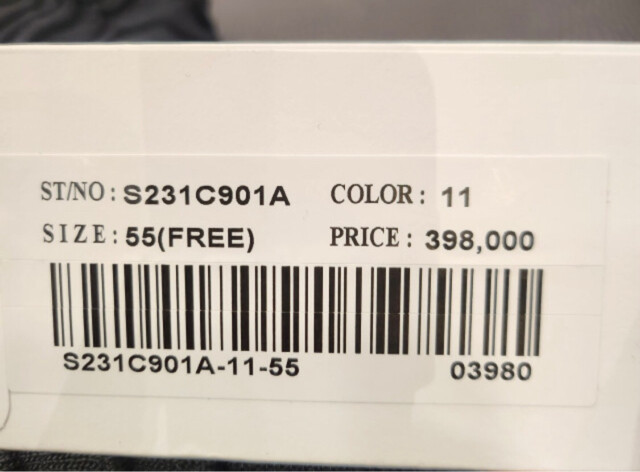 ST/NO : S231C901A COLOR : 11
SIZE : 55(FREE) PRICE : 398,000
S231C901A-11-55 03980